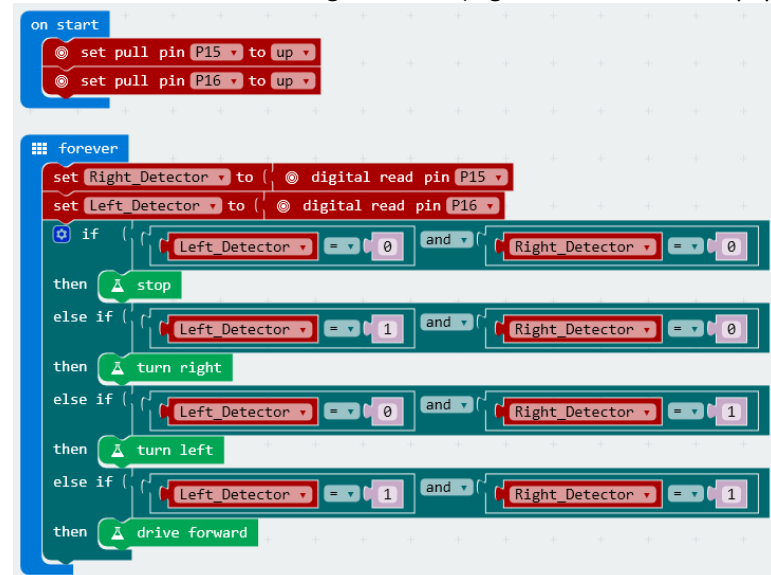 on start
set pull pin P15 to up
set pull pin P16 to up
forever
set Right_Detector to ( digital read pin P15
set Left_Detector to ( digital read pin P16
if ( Left_Detector = 0 and ( Right_Detector = 0
then stop
else if ( Left_Detector = 1 and ( Right_Detector = 0
then turn right
else if ( Left_Detector = 0 and ( Right_Detector = 1
then turn left
else if ( Left_Detector = 1 and ( Right_Detector = 1
then drive forward